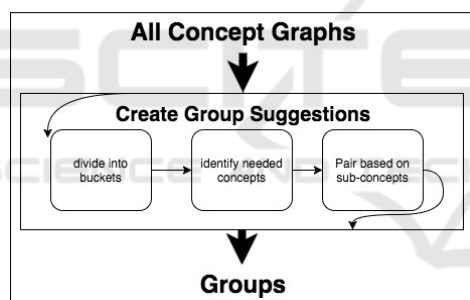 All Concept Graphs
Create Group Suggestions
divide into
buckets
identify needed
concepts
Pair based on
sub-concepts
Groups